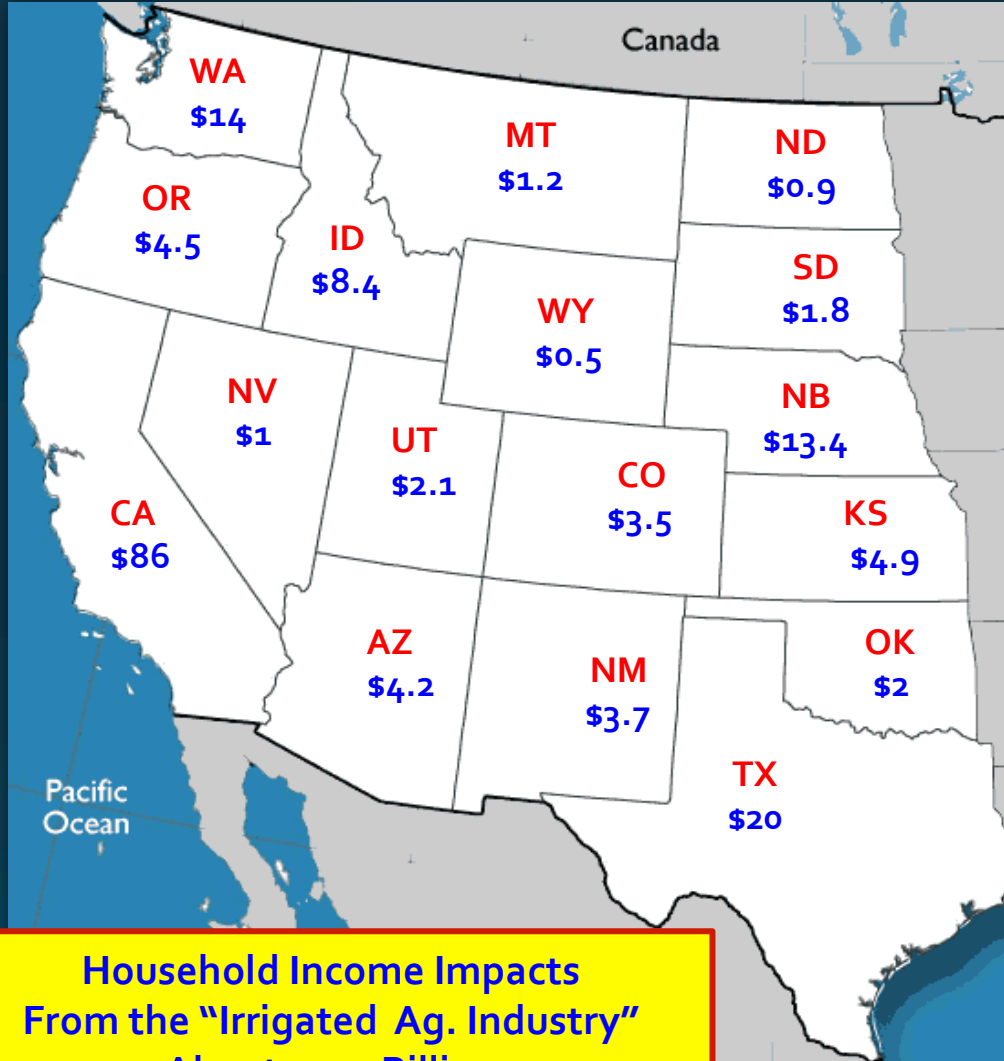 Canada
WA
$14
MT
$1.2
ND
$0.9
OR
$4.5
ID
$8.4
SD
$1.8
WY
$0.5
NV
$1
NB
$13.4
UT
$2.1
CO
$3.5
CA
$86
KS
$4.9
AZ
$4.2
NM
$3.7
OK
$2
TX
$20
Pacific
Ocean
Household Income Impacts
From the “Irrigated Ag. Industry”